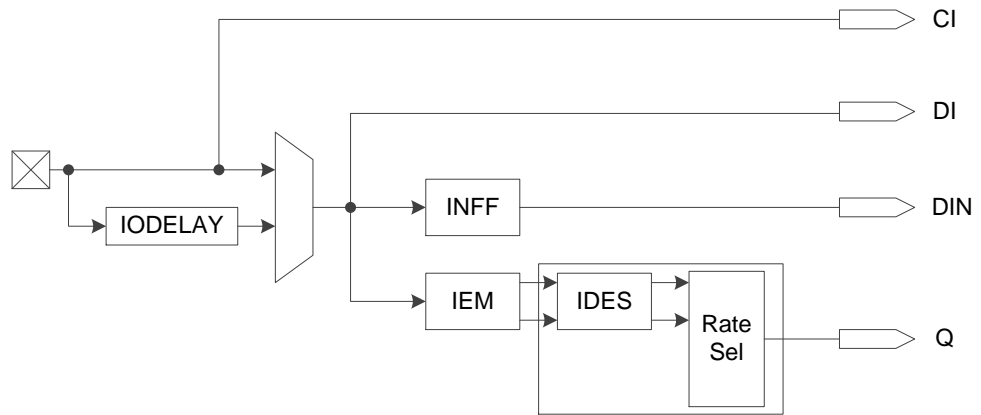 CI
DI
IODELAY
INFF
DIN
IEM
IDES
Rate
Sel
Q